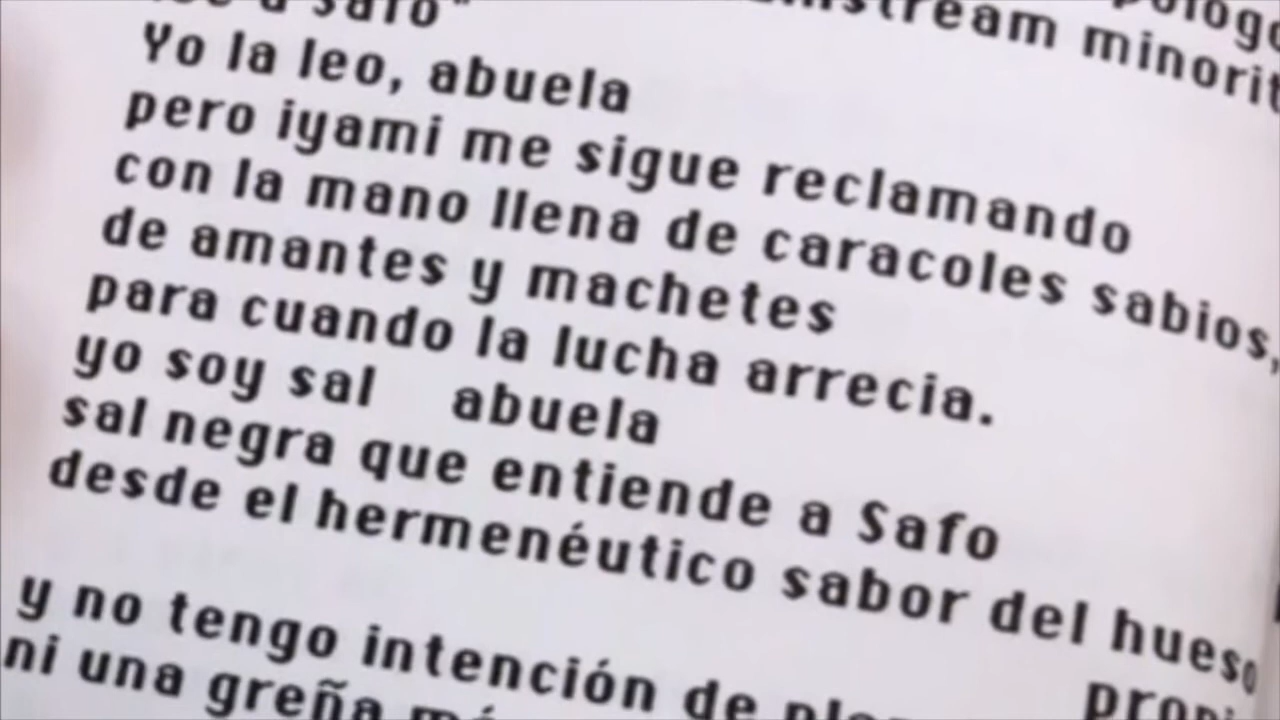 a Safo"
Yo la leo, abuela
pero iyami me sigue reclamando
con la mano llena de caracoles sabios,
de amantes y machetes
para cuando la lucha arrecia.
yo soy sal abuela
sal negra que entiende a Safo
desde el hermenéutico sabor del hueso
y no tengo intención de
ni una greña